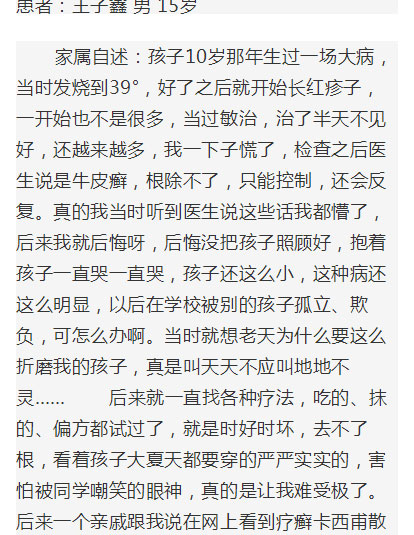 患者：王子鑫 男 15岁
家属自述：孩子10岁那年生过一场大病，
当时发烧到39°，好了之后就开始长红疹子，
一开始也不是很多，当过敏治，治了半天不见
好，还越来越多，我一下子慌了，检查之后医
生说是牛皮癣，根除不了，只能控制，还会反
复。真的我当时听到医生说这些话我都懵了，
后来我就后悔呀，后悔没把孩子照顾好，抱着
孩子一直哭一直哭，孩子还这么小，这种病还
这么明显，以后在学校被别的孩子孤立、欺
负，可怎么办啊。当时就想老天为什么要这么
折磨我的孩子，真是叫天天不应叫地地不
灵...... 后来就一直找各种疗法，吃的、抹
的、偏方都试过了，就是时好时坏，去不了
根，看着孩子大夏天都要穿的严严实实的，害
怕被同学嘲笑的眼神，真的是让我难受极了。
后来一个亲戚跟我说在网上看到疗癣卡西甫散